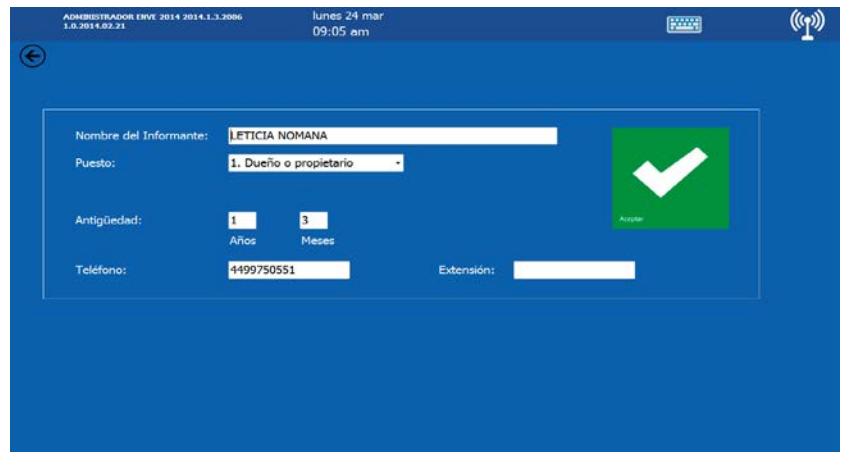 ADMINISTRADOR ENVE 2014 2014.1.3.2086
1.0.2014.02.21
lunes 24 mar
09:05 am
Nombre del Informante: LETICIA NOMANA
Puesto: 1. Dueño o propietario
Antigüedad: 1 3
Años Meses
Aceptar
Teléfono: 4499750551 Extensión: